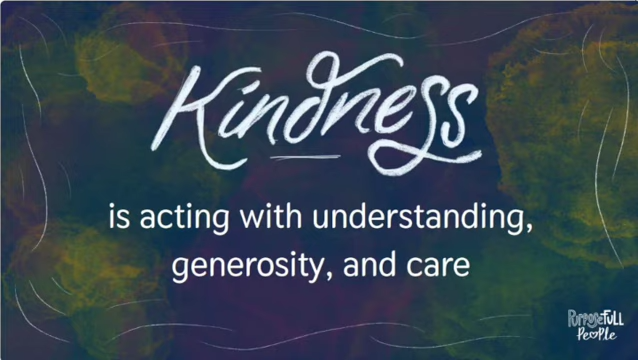 Kindness
is acting with understanding,
generosity, and care
PurposeFULL
PeoPle